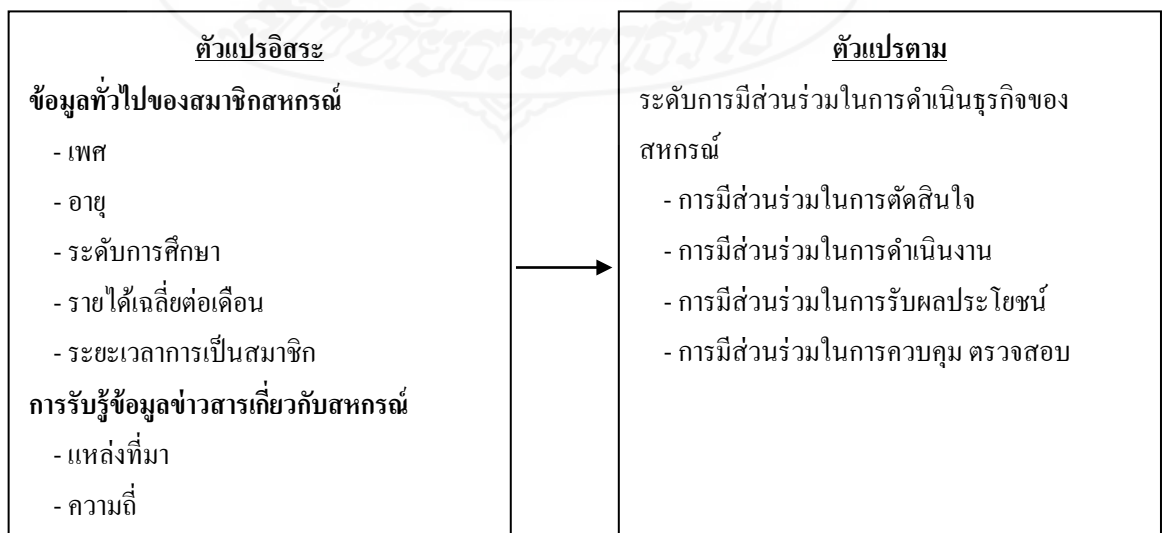 ตัวแปรอิสระ
ข้อมูลทั่วไปของสมาชิกสหกรณ์
- เพศ
- อายุ
- ระดับการศึกษา
- รายได้เฉลี่ยต่อเดือน
- ระยะเวลาการเป็นสมาชิก
การรับรู้ข้อมูลข่าวสารเกี่ยวกับสหกรณ์
- แหล่งที่มา
- ความถี่
ตัวแปรตาม
ระดับการมีส่วนร่วมในการดำเนินธุรกิจของ
สหกรณ์
- การมีส่วนร่วมในการตัดสินใจ
- การมีส่วนร่วมในการดำเนินงาน
- การมีส่วนร่วมในการรับผลประโยชน์
- การมีส่วนร่วมในการควบคุม ตรวจสอบ